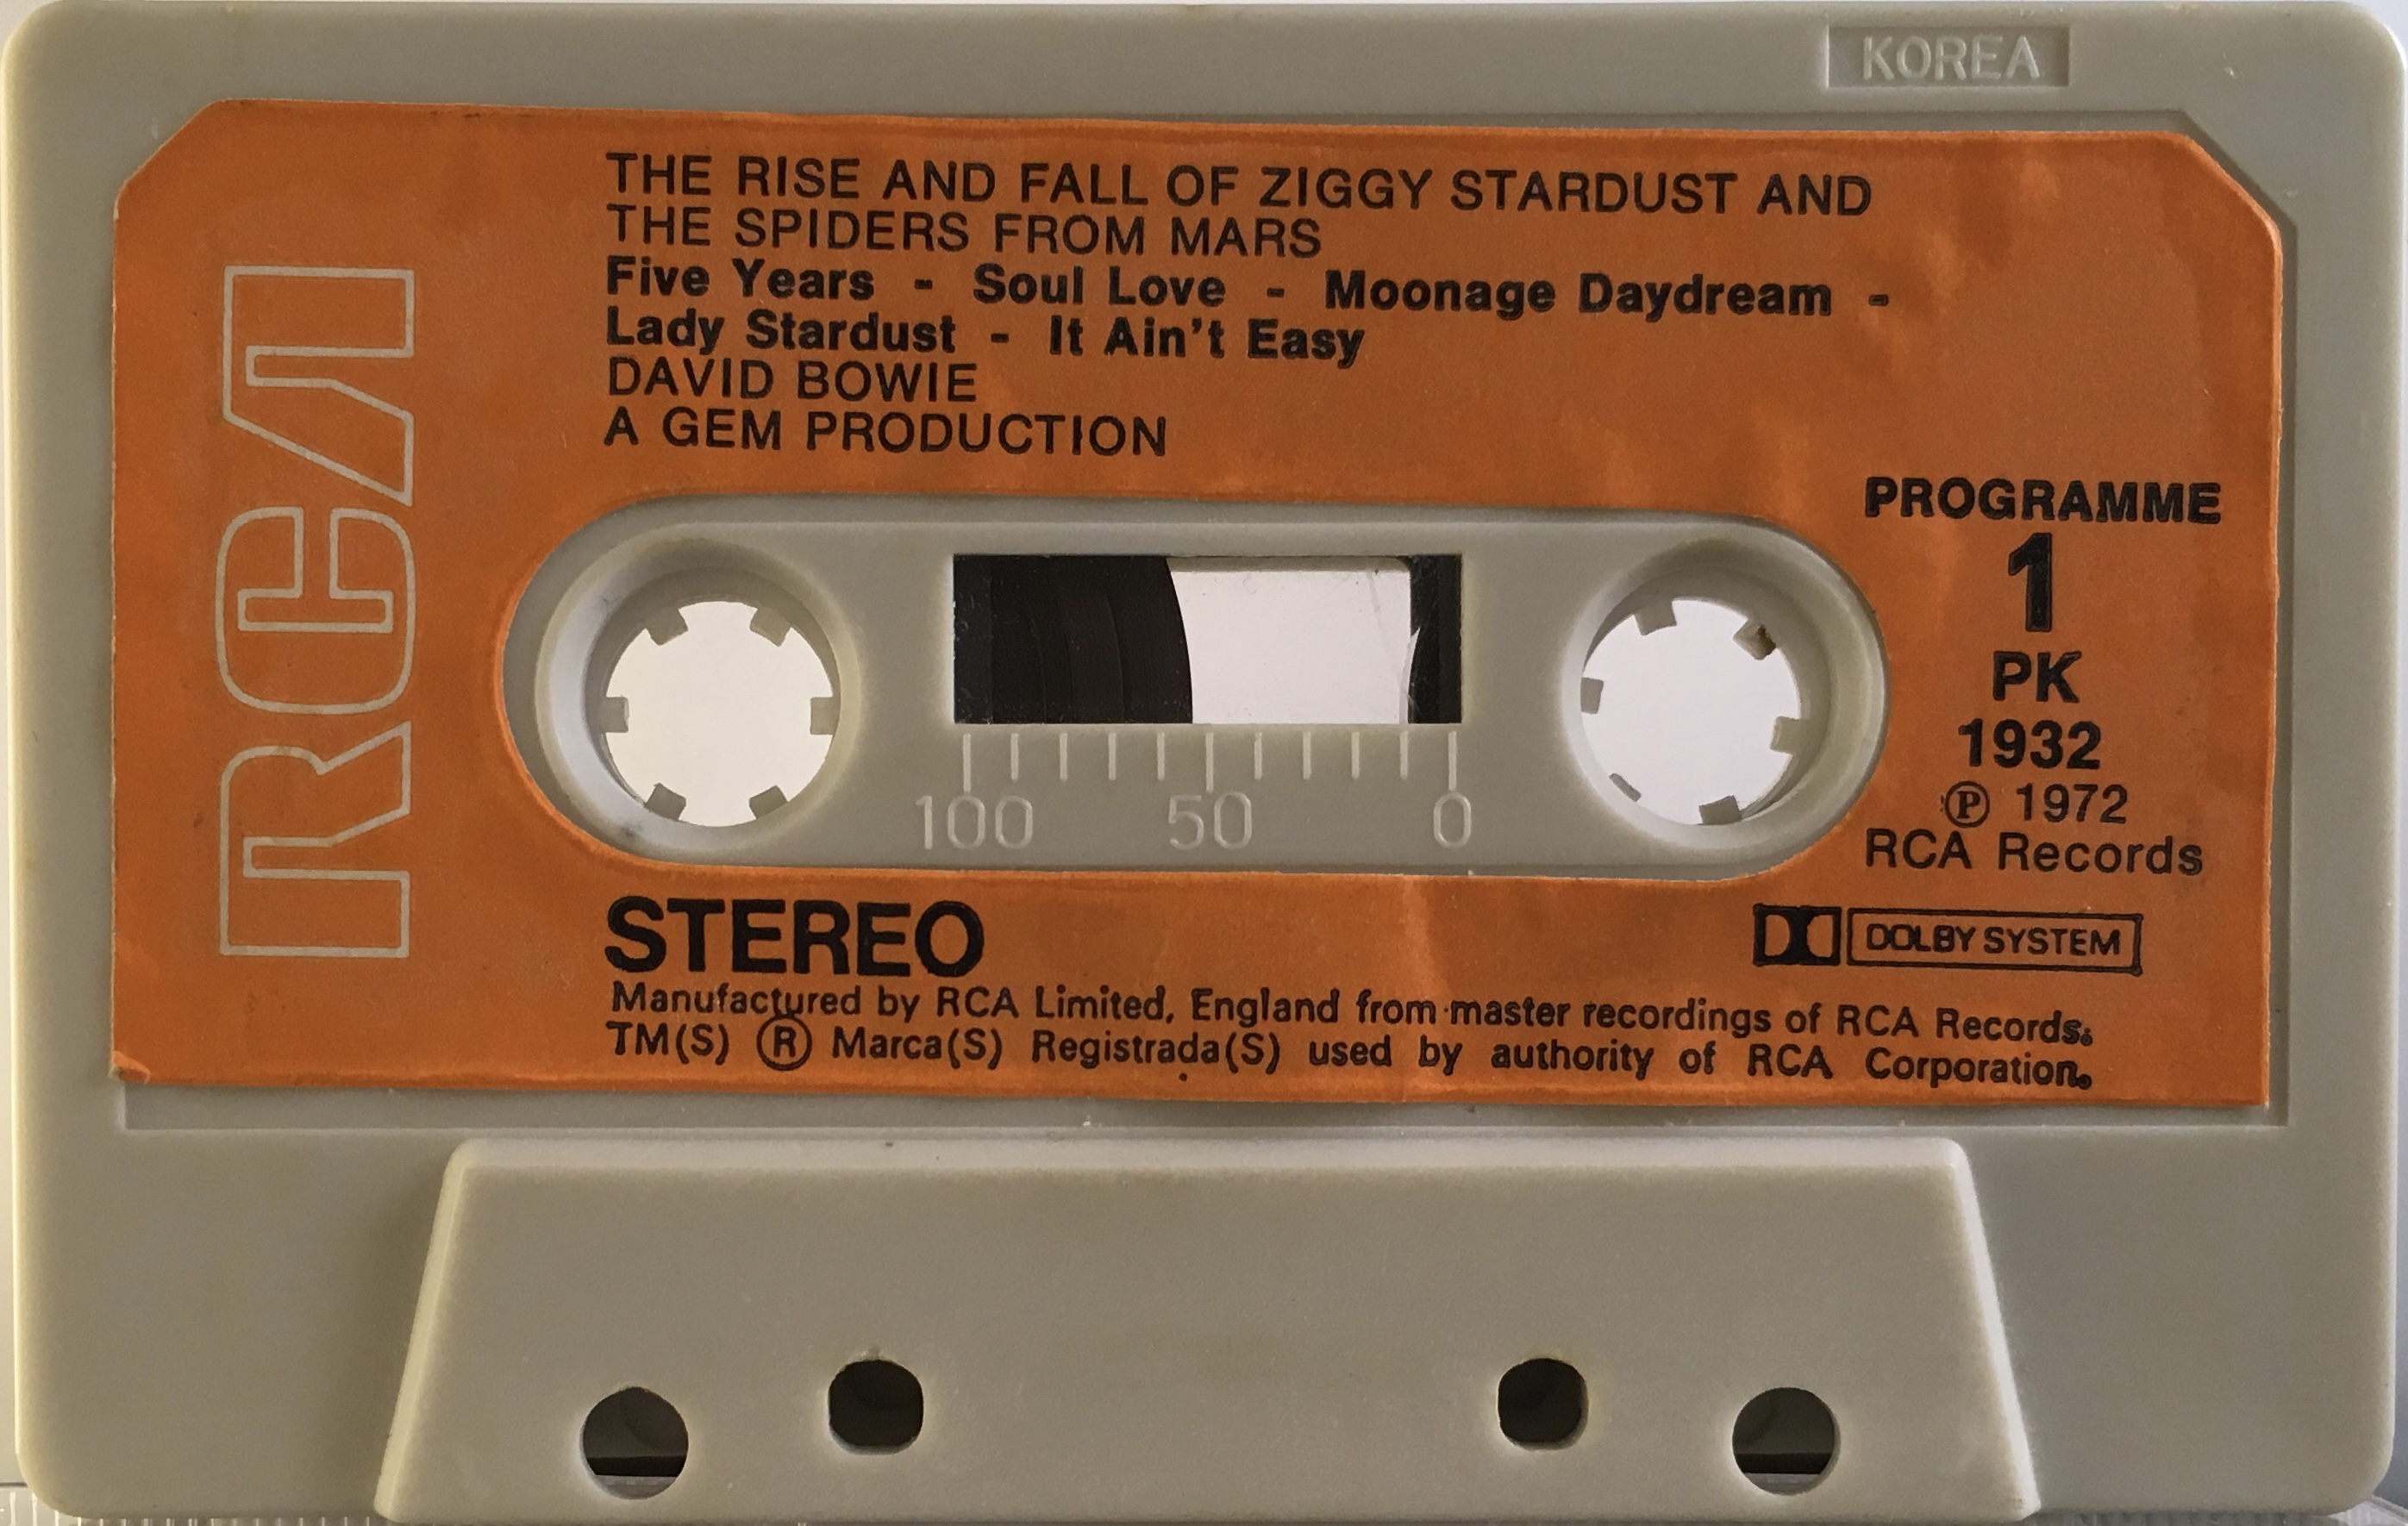 KOREA
THE RISE AND FALL OF ZIGGY STARDUST AND
THE SPIDERS FROM MARS
Five Years - Soul Love - Moonage Daydream -
Lady Stardust - It Ain't Easy
DAVID BOWIE
A GEM PRODUCTION
RCA
PROGRAMME
1
PK
1932
℗ 1972
RCA Records
100 50 0
STEREO
DOLBY SYSTEM
Manufactured by RCA Limited, England from master recordings of RCA Records.
TM(S) ® Marca(S) Registrada(S) used by authority of RCA Corporation.